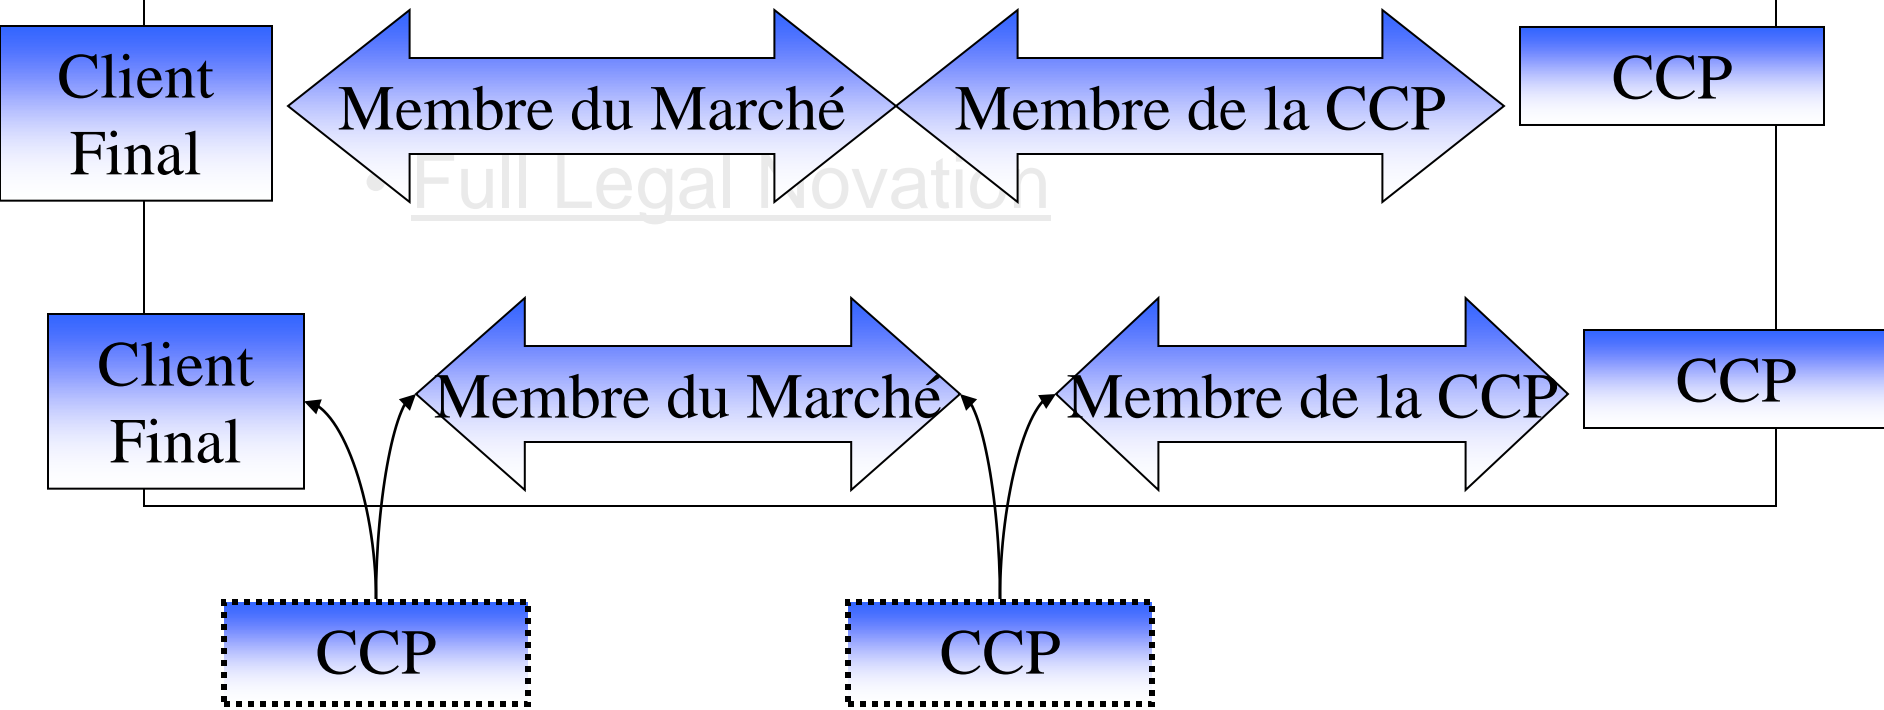 Client
Final
Membre du Marché
Membre de la CCP
CCP
• Full Legal Novation
Client
Final
Membre du Marché
Membre de la CCP
CCP
CCP
CCP